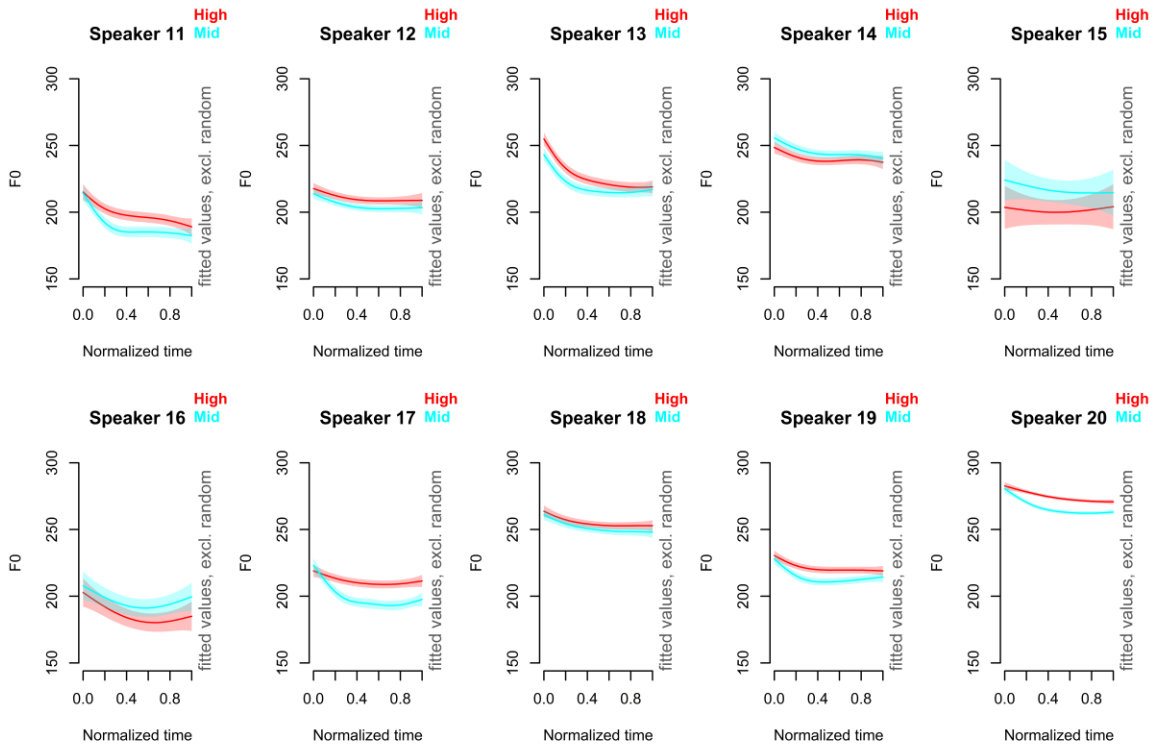 High
Speaker 11 Mid
300
250
200
150
F0
fitted values, excl. random
0.0 0.4 0.8
Normalized time
High
Speaker 12 Mid
300
250
200
150
F0
fitted values, excl. random
0.0 0.4 0.8
Normalized time
High
Speaker 13 Mid
300
250
200
150
F0
fitted values, excl. random
0.0 0.4 0.8
Normalized time
High
Speaker 14 Mid
300
250
200
150
F0
fitted values, excl. random
0.0 0.4 0.8
Normalized time
High
Speaker 15 Mid
300
250
200
150
F0
fitted values, excl. random
0.0 0.4 0.8
Normalized time
High
Speaker 16 Mid
300
250
200
150
F0
fitted values, excl. random
0.0 0.4 0.8
Normalized time
High
Speaker 17 Mid
300
250
200
150
F0
fitted values, excl. random
0.0 0.4 0.8
Normalized time
High
Speaker 18 Mid
300
250
200
150
F0
fitted values, excl. random
0.0 0.4 0.8
Normalized time
High
Speaker 19 Mid
300
250
200
150
F0
fitted values, excl. random
0.0 0.4 0.8
Normalized time
High
Speaker 20 Mid
300
250
200
150
F0
fitted values, excl. random
0.0 0.4 0.8
Normalized time